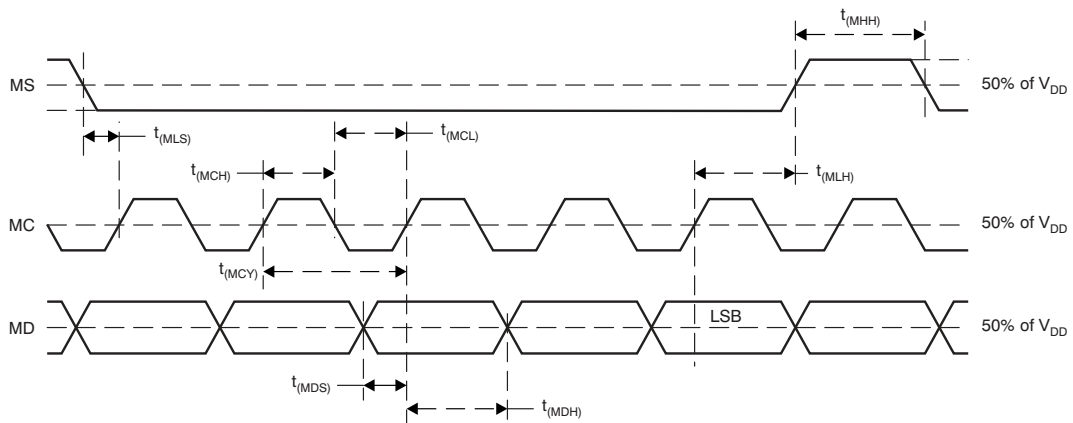 t(MHH)
MS
50% of VDD
t(MLS)
t(MCL)
t(MCH)
t(MLH)
MC
50% of VDD
t(MCY)
MD
LSB
50% of VDD
t(MDS)
t(MDH)